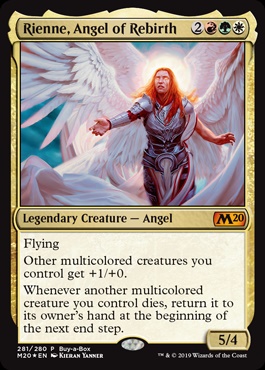 Rienne, Angel of Rebirth 2
Legendary Creature — Angel M20
Flying
Other multicolored creatures you
control get +1/+0.
Whenever another multicolored
creature you control dies, return it to
its owner's hand at the beginning of
the next end step.
5/4
281/280 P Buy-a-Box
M20 EN KIERAN YANNER ™ & © 2019 Wizards of the Coast